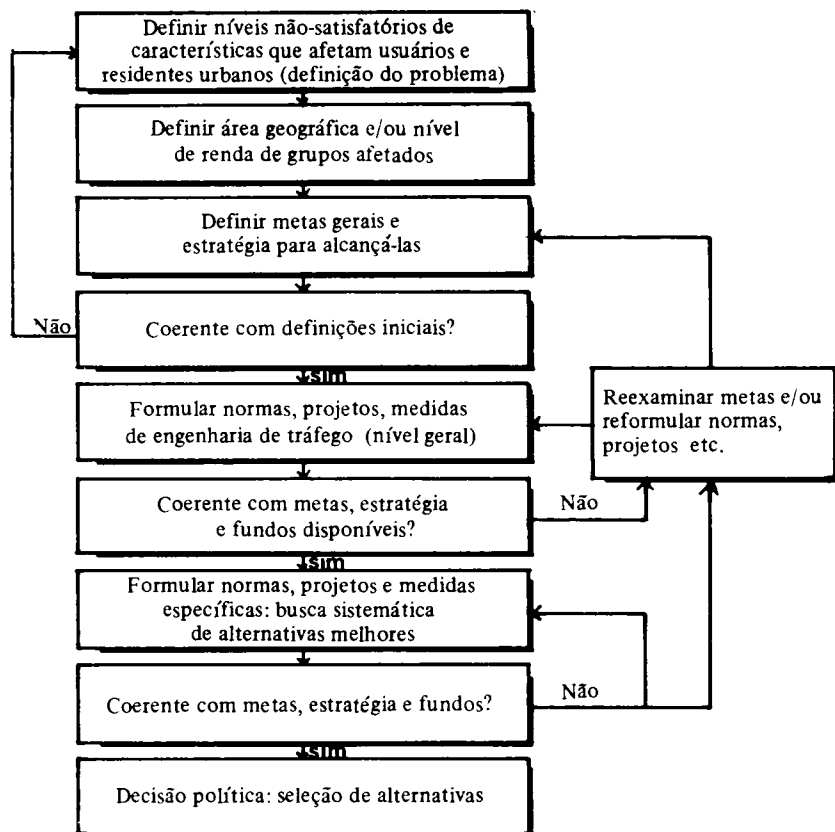 Definir níveis não-satisfatórios de
características que afetam usuários e
residentes urbanos (definição do problema)
Definir área geográfica e/ou nível
de renda de grupos afetados
Definir metas gerais e
estratégia para alcançá-las
Não
Coerente com definições iniciais?
sim
Formular normas, projetos, medidas
de engenharia de tráfego (nível geral)
Reexaminar metas e/ou
reformular normas,
projetos etc.
Coerente com metas, estratégia
e fundos disponíveis?
Não
sim
Formular normas, projetos e medidas
específicas: busca sistemática
de alternativas melhores
Coerente com metas, estratégia e fundos?
Não
sim
Decisão política: seleção de alternativas